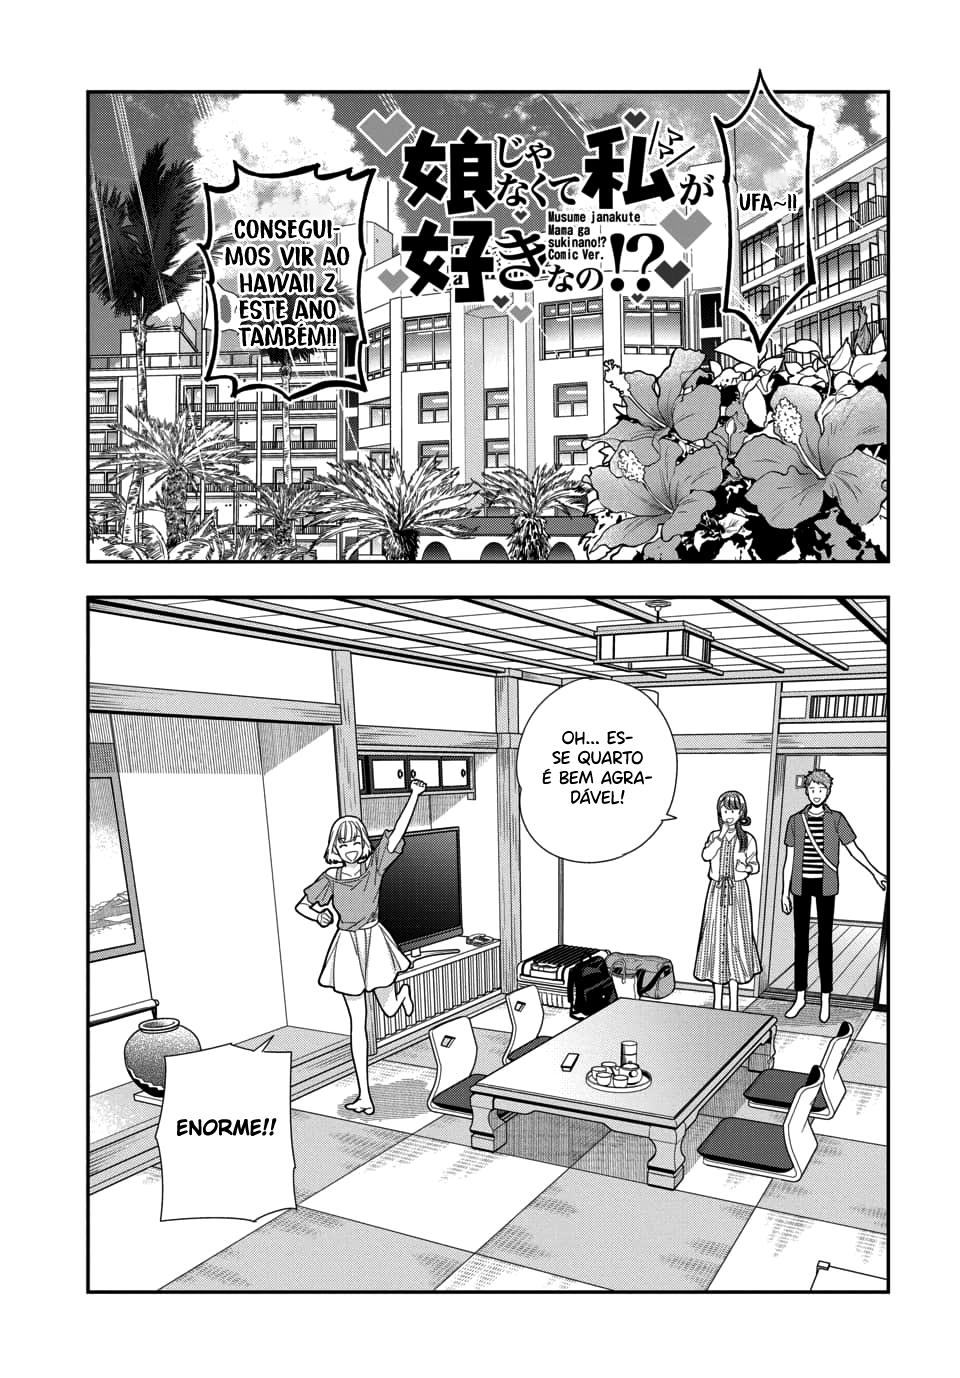 UFA~!!
娘じゃなくて私が
ママ
好きなの!?
Musume janakute
Mama ga
sukinano!?
Comic Ver.
CONSEGUI-
MOS VIR AO
HAWAII Z
ESTE ANO
TAMBÉM!!
OH... ES-
SE QUARTO
É BEM AGRA-
DÁVEL!
ENORME!!